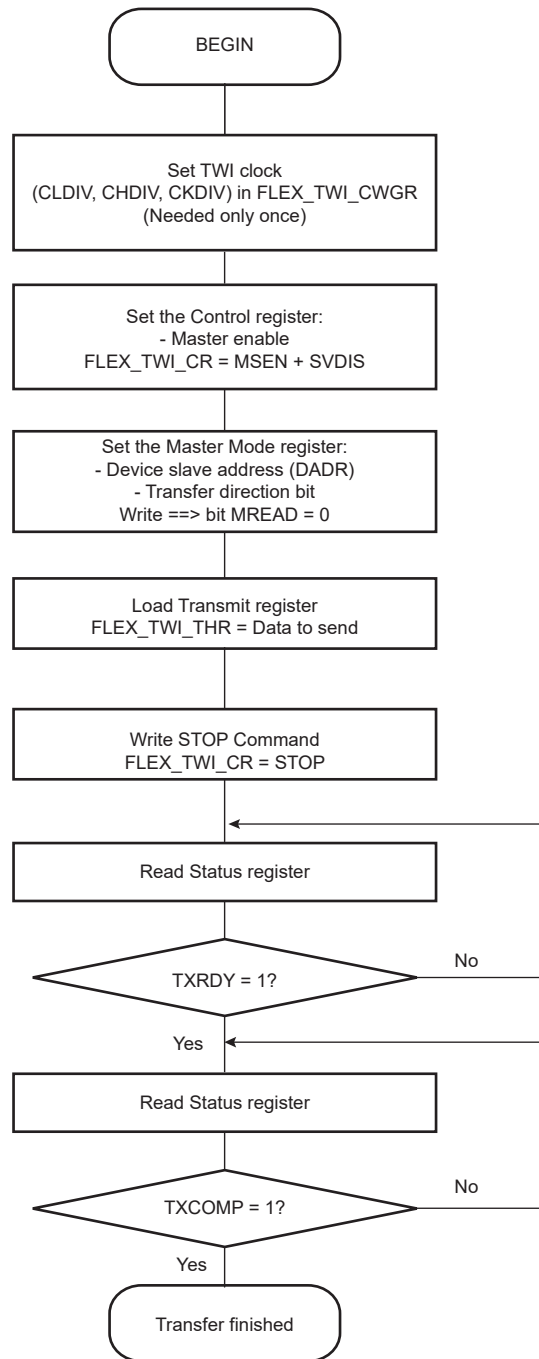 BEGIN
Set TWI clock
(CLDIV, CHDIV, CKDIV) in FLEX_TWI_CWGR
(Needed only once)
Set the Control register:
- Master enable
FLEX_TWI_CR = MSEN + SVDIS
Set the Master Mode register:
- Device slave address (DADR)
- Transfer direction bit
Write ==> bit MREAD = 0
Load Transmit register
FLEX_TWI_THR = Data to send
Write STOP Command
FLEX_TWI_CR = STOP
Read Status register
TXRDY = 1?
No
Yes
Read Status register
TXCOMP = 1?
No
Yes
Transfer finished